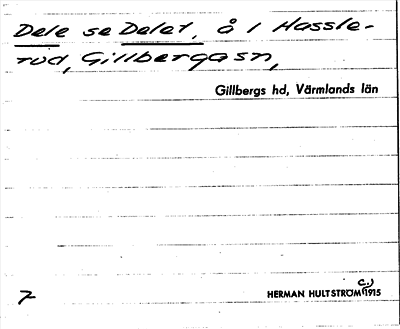 Dele se Delet, å i Hassle-
rud, Gillbergasn,
Gillbergs hd, Värmlands län
7
HERMAN HULTSTRÖM c.) 1915